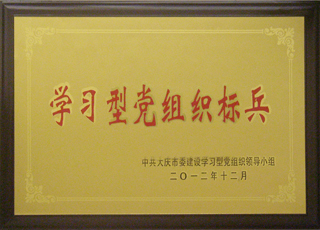 学习型党组织标兵
中共大庆市委建设学习型党组织领导小组
二〇一二年十二月